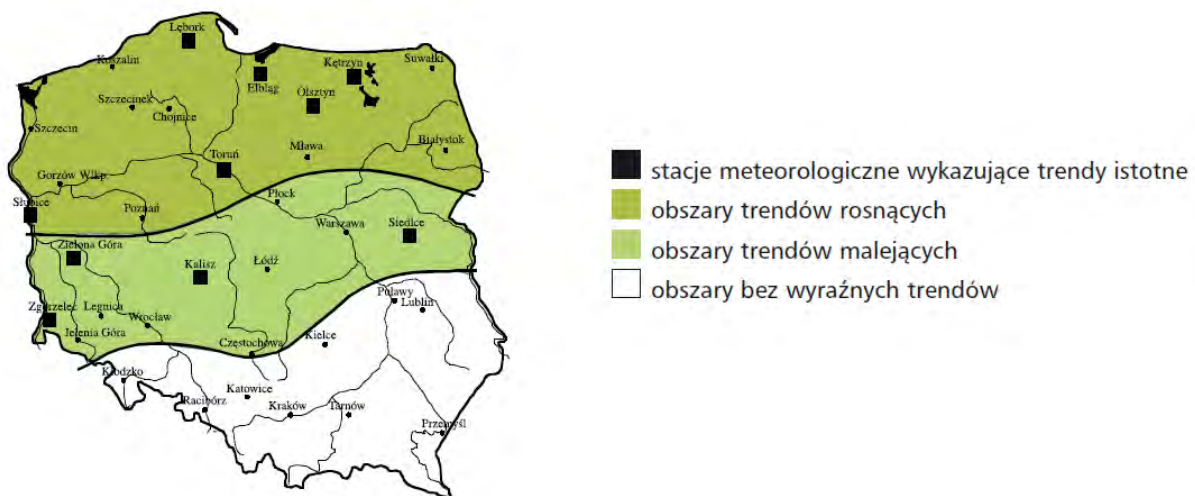 Lębork
Koszalin
Suwałki
Kętrzyn
Elbląg
Olsztyn
Szczecinek
Chojnice
Szczecin
Białystok
Mława
Toruń
Gorzów Wlkp.
Płock
Słubice
Poznań
Warszawa
Siedlce
Zielona Góra
Łódź
Kalisz
Puławy
Lublin
Zgorzelec
Legnica
Wrocław
Jelenia Góra
Kielce
Częstochowa
Kłodzko
Katowice
Racibórz
Kraków
Tarnów
Przemyśl
stacje meteorologiczne wykazujące trendy istotne
obszary trendów rosnących
obszary trendów malejących
obszary bez wyraźnych trendów